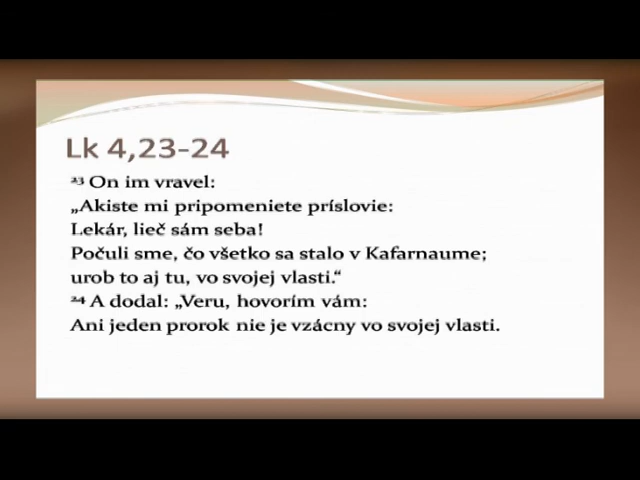 Lk 4,23-24
²³ On im vravel:
„Akiste mi pripomeniete príslovie:
Lekár, lieč sám seba!
Počuli sme, čo všetko sa stalo v Kafarnaume;
urob to aj tu, vo svojej vlasti.“
²⁴ A dodal: „Veru, hovorím vám:
Ani jeden prorok nie je vzácny vo svojej vlasti.